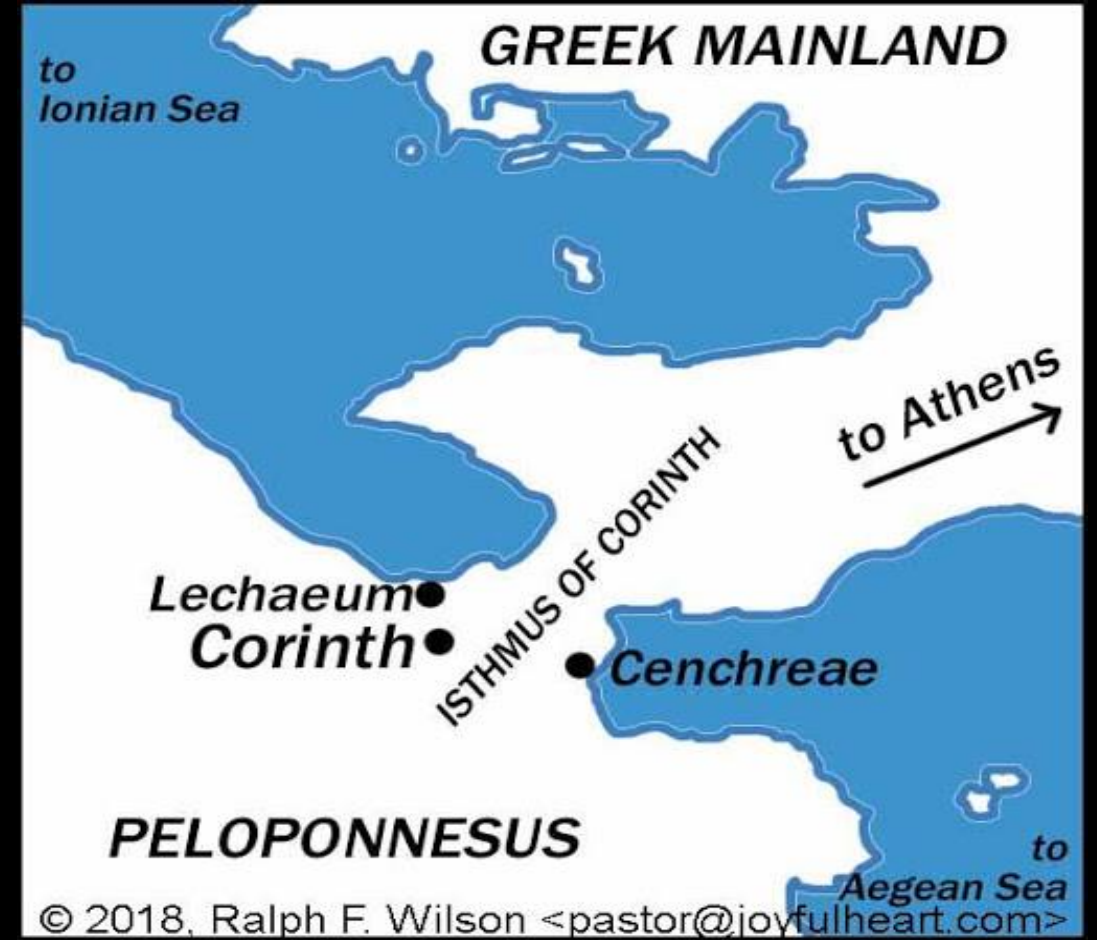 GREEK MAINLAND
to
Ionian Sea
to Athens
ISTHMUS OF CORINTH
Lechaeum
Corinth
Cenchreae
PELOPONNESUS
to
Aegean Sea
© 2018, Ralph F. Wilson <pastor@joyfulheart.com>